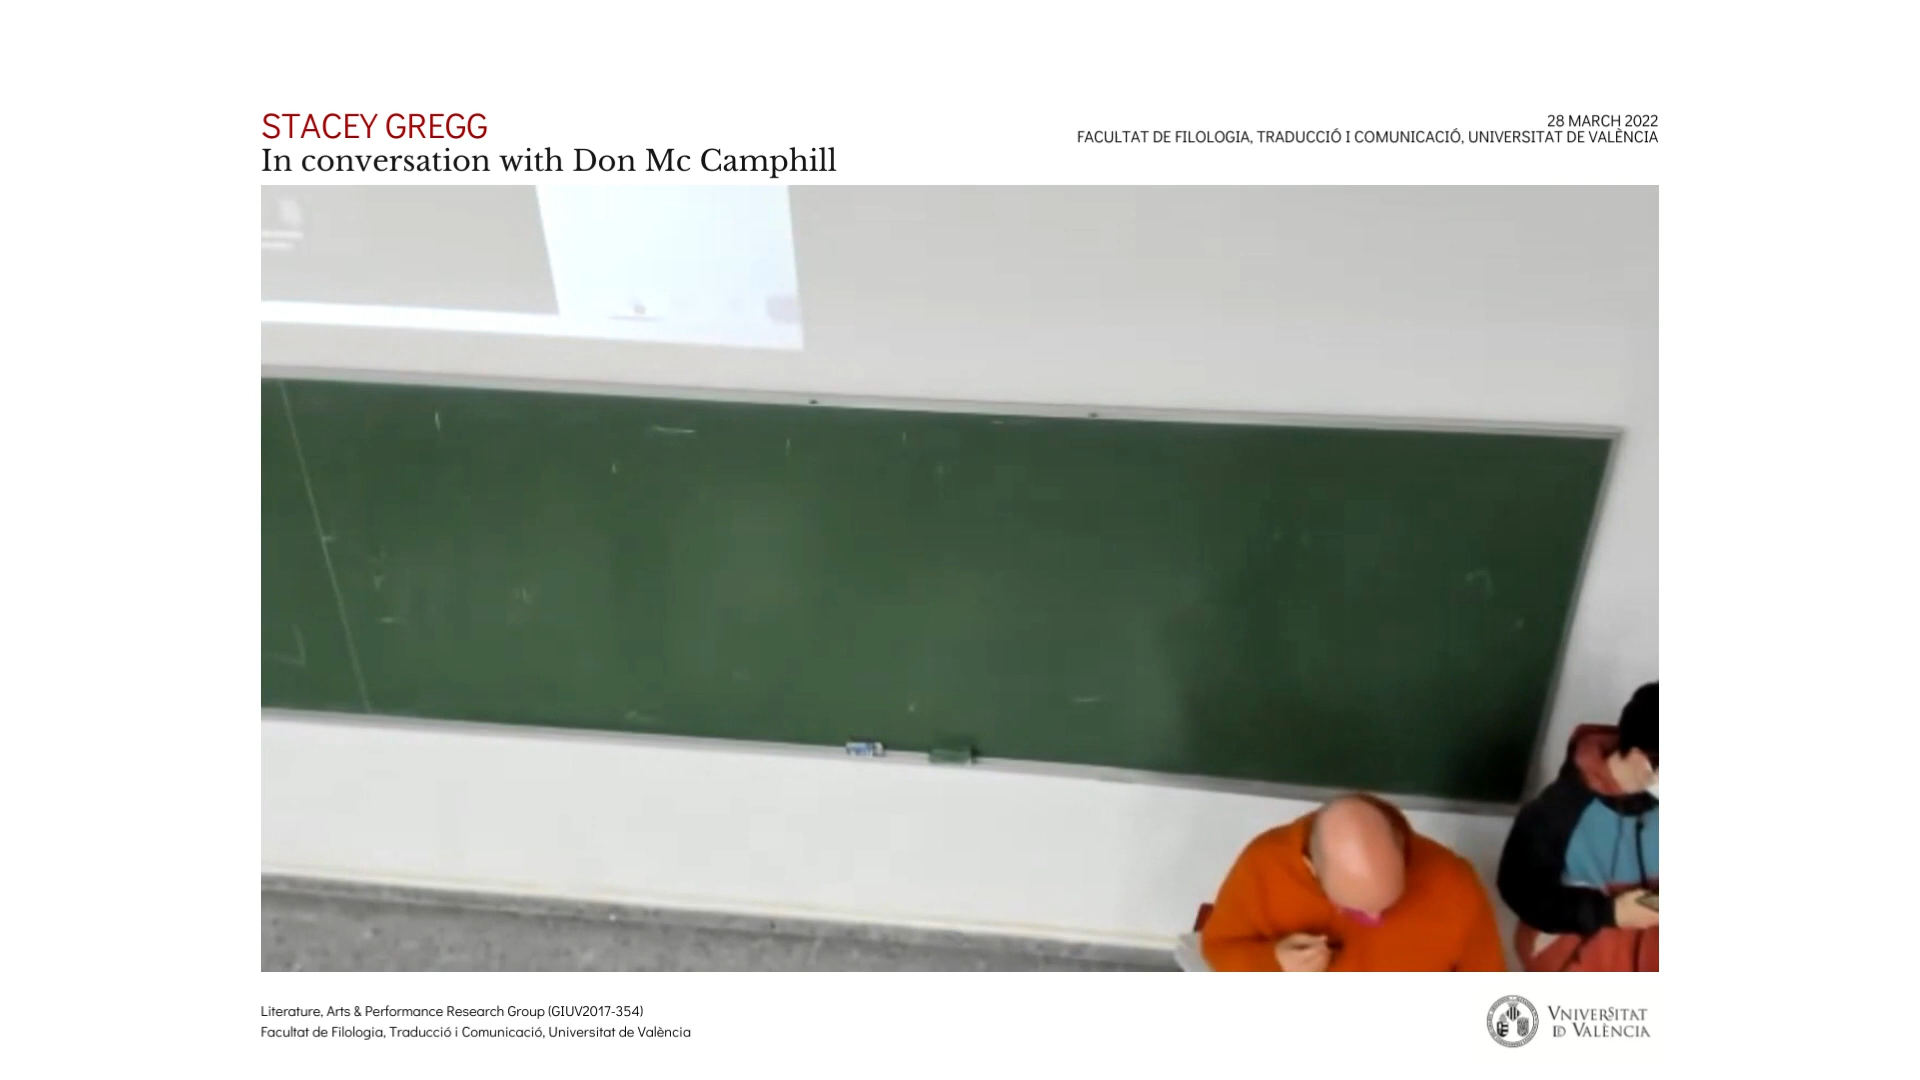 STACEY GREGG
In conversation with Don Mc Camphill
28 MARCH 2022
FACULTAT DE FILOLOGIA, TRADUCCIÓ I COMUNICACIÓ, UNIVERSITAT DE VALÈNCIA
Literature, Arts & Performance Research Group (GIUV2017-354)
Facultat de Filologia, Traducció i Comunicació, Universitat de València
VNIVERSITAT
ID VALÈNCIA